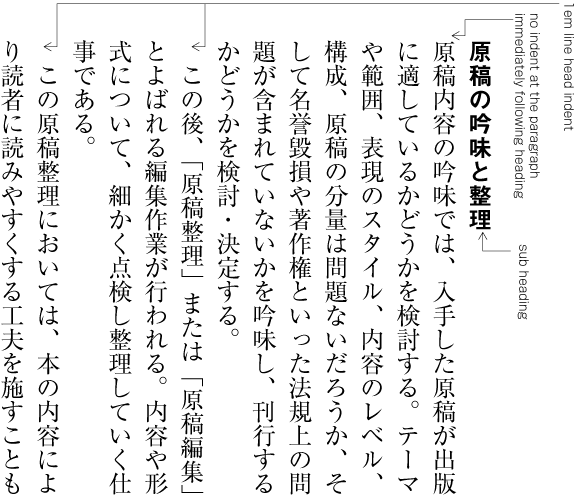 1em line head indent
no indent at the paragraph
immediately following heading
sub heading
原稿の吟味と整理
原稿内容の吟味では、入手した原稿が出版
に適しているかどうかを検討する。テーマ
や範囲、表現のスタイル、内容のレベル、
構成、原稿の分量は問題ないだろうか、そ
して名誉毀損や著作権といった法規上の問
題が含まれていないかを吟味し、刊行する
かどうかを検討・決定する。
この後、「原稿整理」または「原稿編集」
とよばれる編集作業が行われる。内容や形
式について、細かく点検し整理していく仕
事である。
この原稿整理においては、本の内容によ
り読者に読みやすくする工夫を施すことも